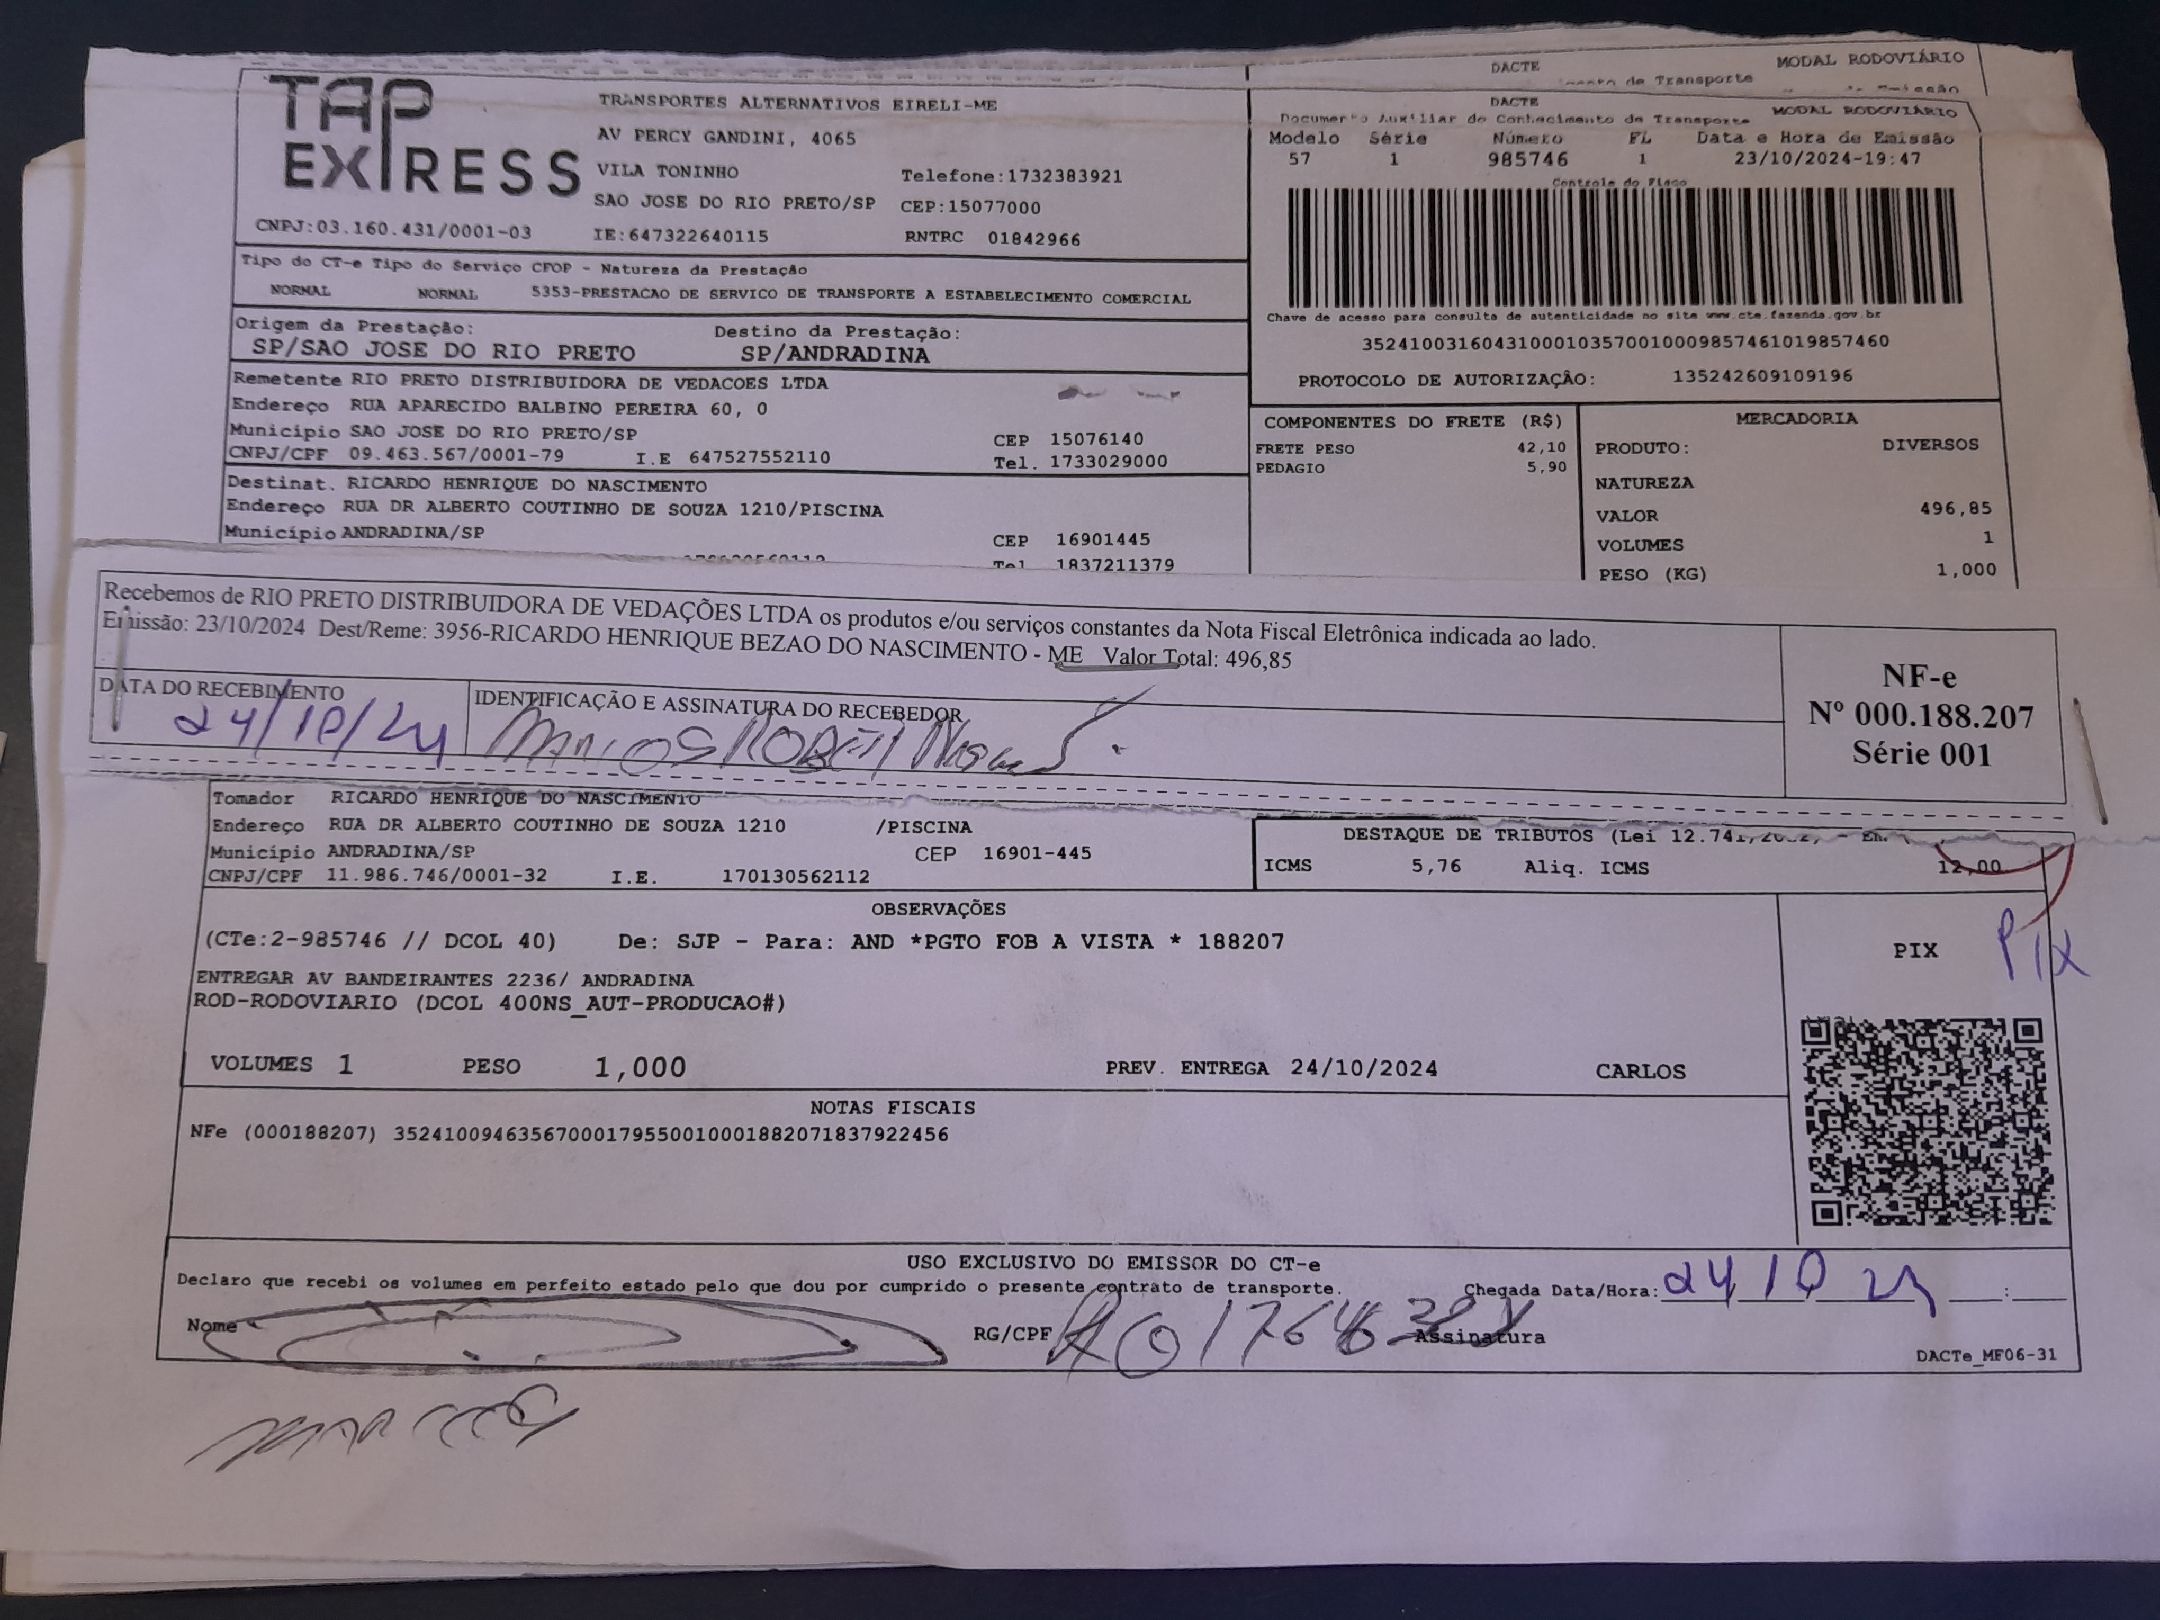 DACTE MODAL RODOVIÁRIO
de Transporte
TAP EXPRESS
TRANSPORTES ALTERNATIVOS EIRELI-ME
AV PERCY GANDINI, 4065
VILA TONINHO Telefone:1732383921
SAO JOSE DO RIO PRETO/SP CEP:15077000
CNPJ:03.160.431/0001-03 IE:647322640115 RNTRC 01842966
DACTE MODAL RODOVIÁRIO
Documento Auxiliar de Conhecimento de Transporte
Modelo Série Número FL Data e Hora de Emissão
57 1 985746 1 23/10/2024-19:47
Controle do Fisco
Chave de acesso para consulta de autenticidade no site www.cte.fazenda.gov.br
35241003160431000103570010009857461019857460
PROTOCOLO DE AUTORIZAÇÃO: 135242609109196
Tipo do CT-e Tipo do Serviço CFOP - Natureza da Prestação
NORMAL NORMAL 5353-PRESTACAO DE SERVICO DE TRANSPORTE A ESTABELECIMENTO COMERCIAL
Origem da Prestação: Destino da Prestação:
SP/SAO JOSE DO RIO PRETO SP/ANDRADINA
Remetente RIO PRETO DISTRIBUIDORA DE VEDACOES LTDA
Endereço RUA APARECIDO BALBINO PEREIRA 60, 0
Município SAO JOSE DO RIO PRETO/SP CEP 15076140
CNPJ/CPF 09.463.567/0001-79 I.E 647527552110 Tel. 1733029000
Destinat. RICARDO HENRIQUE DO NASCIMENTO
Endereço RUA DR ALBERTO COUTINHO DE SOUZA 1210/PISCINA
Município ANDRADINA/SP CEP 16901445
Tel 1837211379
COMPONENTES DO FRETE (R$)
FRETE PESO 42,10
PEDAGIO 5,90
MERCADORIA
PRODUTO: DIVERSOS
NATUREZA
VALOR 496,85
VOLUMES 1
PESO (KG) 1,000
Recebemos de RIO PRETO DISTRIBUIDORA DE VEDAÇÕES LTDA os produtos e/ou serviços constantes da Nota Fiscal Eletrônica indicada ao lado.
Emissão: 23/10/2024 Dest/Reme: 3956-RICARDO HENRIQUE BEZAO DO NASCIMENTO - ME Valor Total: 496,85
DATA DO RECEBIMENTO IDENTIFICAÇÃO E ASSINATURA DO RECEBEDOR
24/10/24
NF-e
Nº 000.188.207
Série 001
Tomador RICARDO HENRIQUE DO NASCIMENTO
Endereço RUA DR ALBERTO COUTINHO DE SOUZA 1210 /PISCINA
Município ANDRADINA/SP CEP 16901-445
CNPJ/CPF 11.986.746/0001-32 I.E. 170130562112
DESTAQUE DE TRIBUTOS (Lei 12.741,
ICMS 5,76 Aliq. ICMS 12,00
OBSERVAÇÕES
(CTe:2-985746 // DCOL 40) De: SJP - Para: AND *PGTO FOB A VISTA * 188207
ENTREGAR AV BANDEIRANTES 2236/ ANDRADINA
ROD-RODOVIARIO (DCOL 400NS_AUT-PRODUCAO#)
PIX PIX
VOLUMES 1 PESO 1,000 PREV. ENTREGA 24/10/2024 CARLOS
NOTAS FISCAIS
NFe (000188207) 35241009463567000179550010001882071837922456
USO EXCLUSIVO DO EMISSOR DO CT-e
Declaro que recebi os volumes em perfeito estado pelo que dou por cumprido o presente contrato de transporte.
Chegada Data/Hora: 24 10 24 :
Nome RG/CPF Assinatura
DACTe_MF06-31